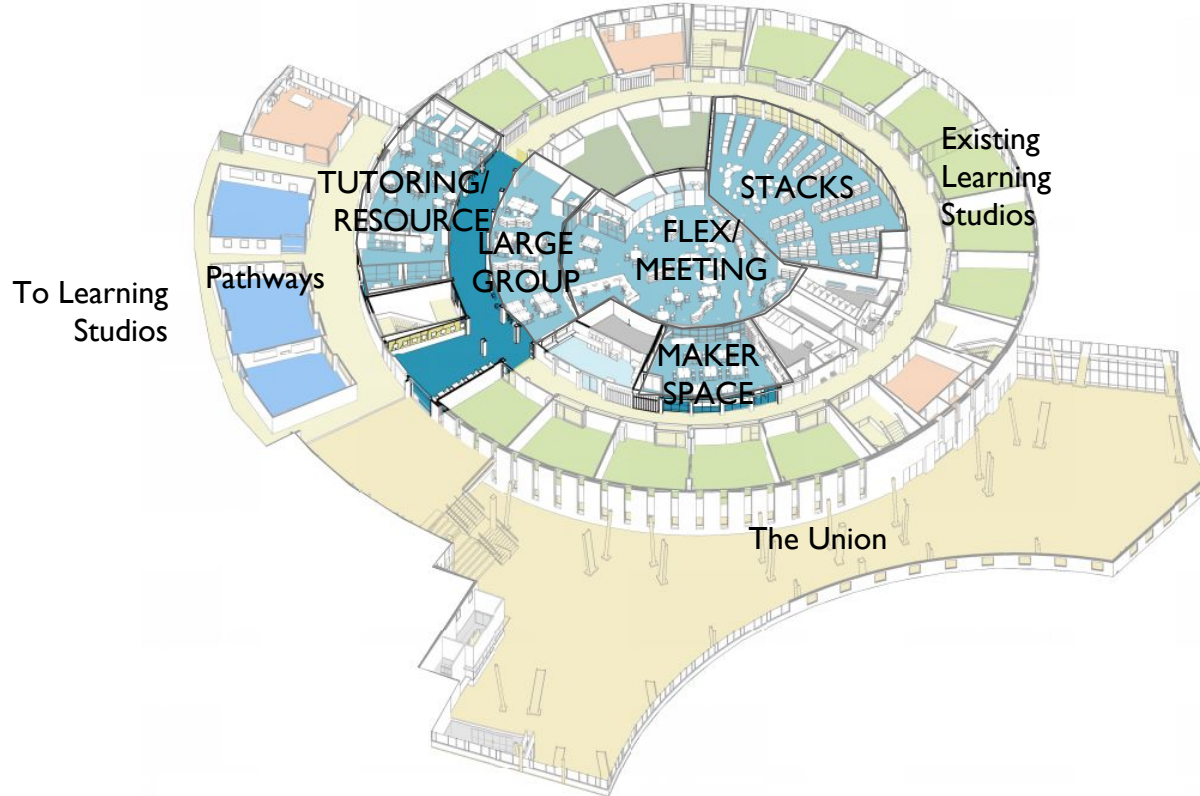 Existing
Learning
Studios
TUTORING/
RESOURCE
STACKS
LARGE
GROUP
FLEX/
MEETING
Pathways
To Learning
Studios
MAKER
SPACE
The Union